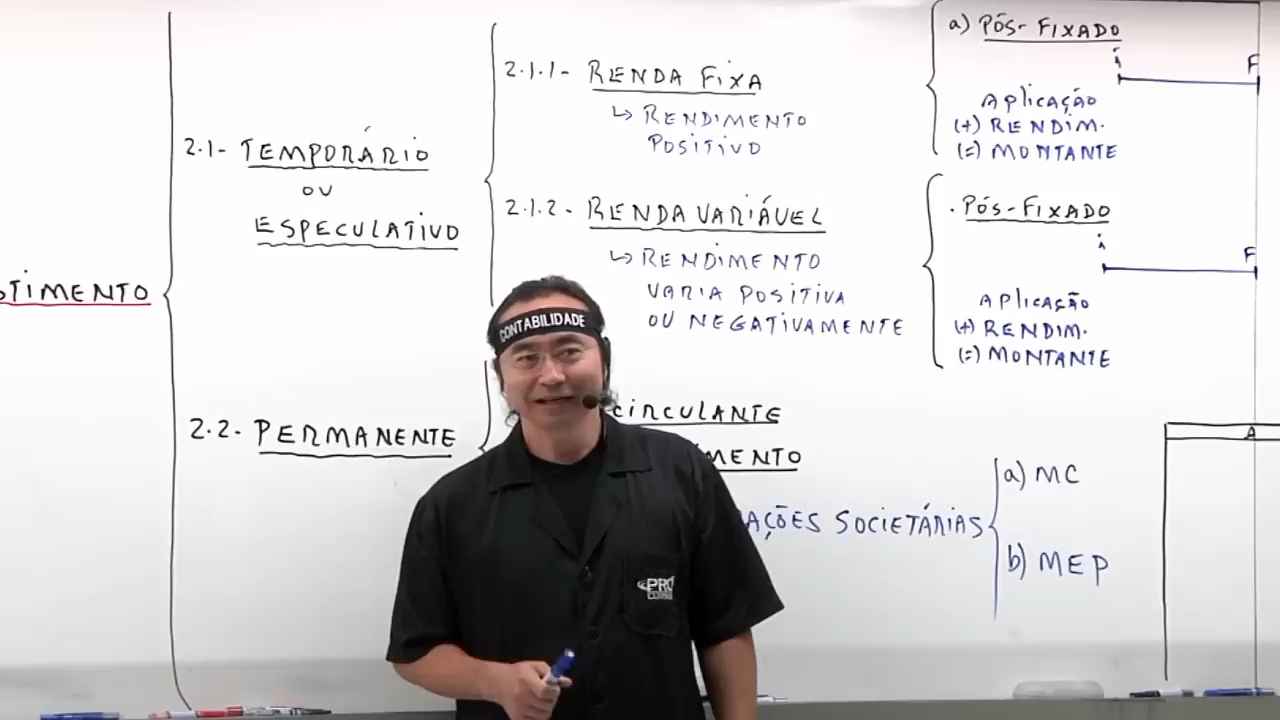 STIMENTO
2.1- TEMPORÁRIO
OU
ESPECULATIVO
2.1.1- RENDA FIXA
↳ RENDIMENTO
POSITIVO
a) PÓS-FIXADO
i F
APLICAÇÃO
(+) RENDIM.
(=) MONTANTE
2.1.2- RENDA VARIÁVEL
↳ RENDIMENTO
VARIA POSITIVA
OU NEGATIVAMENTE
. PÓS-FIXADO
i F
APLICAÇÃO
(+) RENDIM.
(=) MONTANTE
2.2- PERMANENTE
CIRCULANTE
MENTO
AÇÕES SOCIETÁRIAS
a) MC
b) MEP
A
CONTABILIDADE
PRO